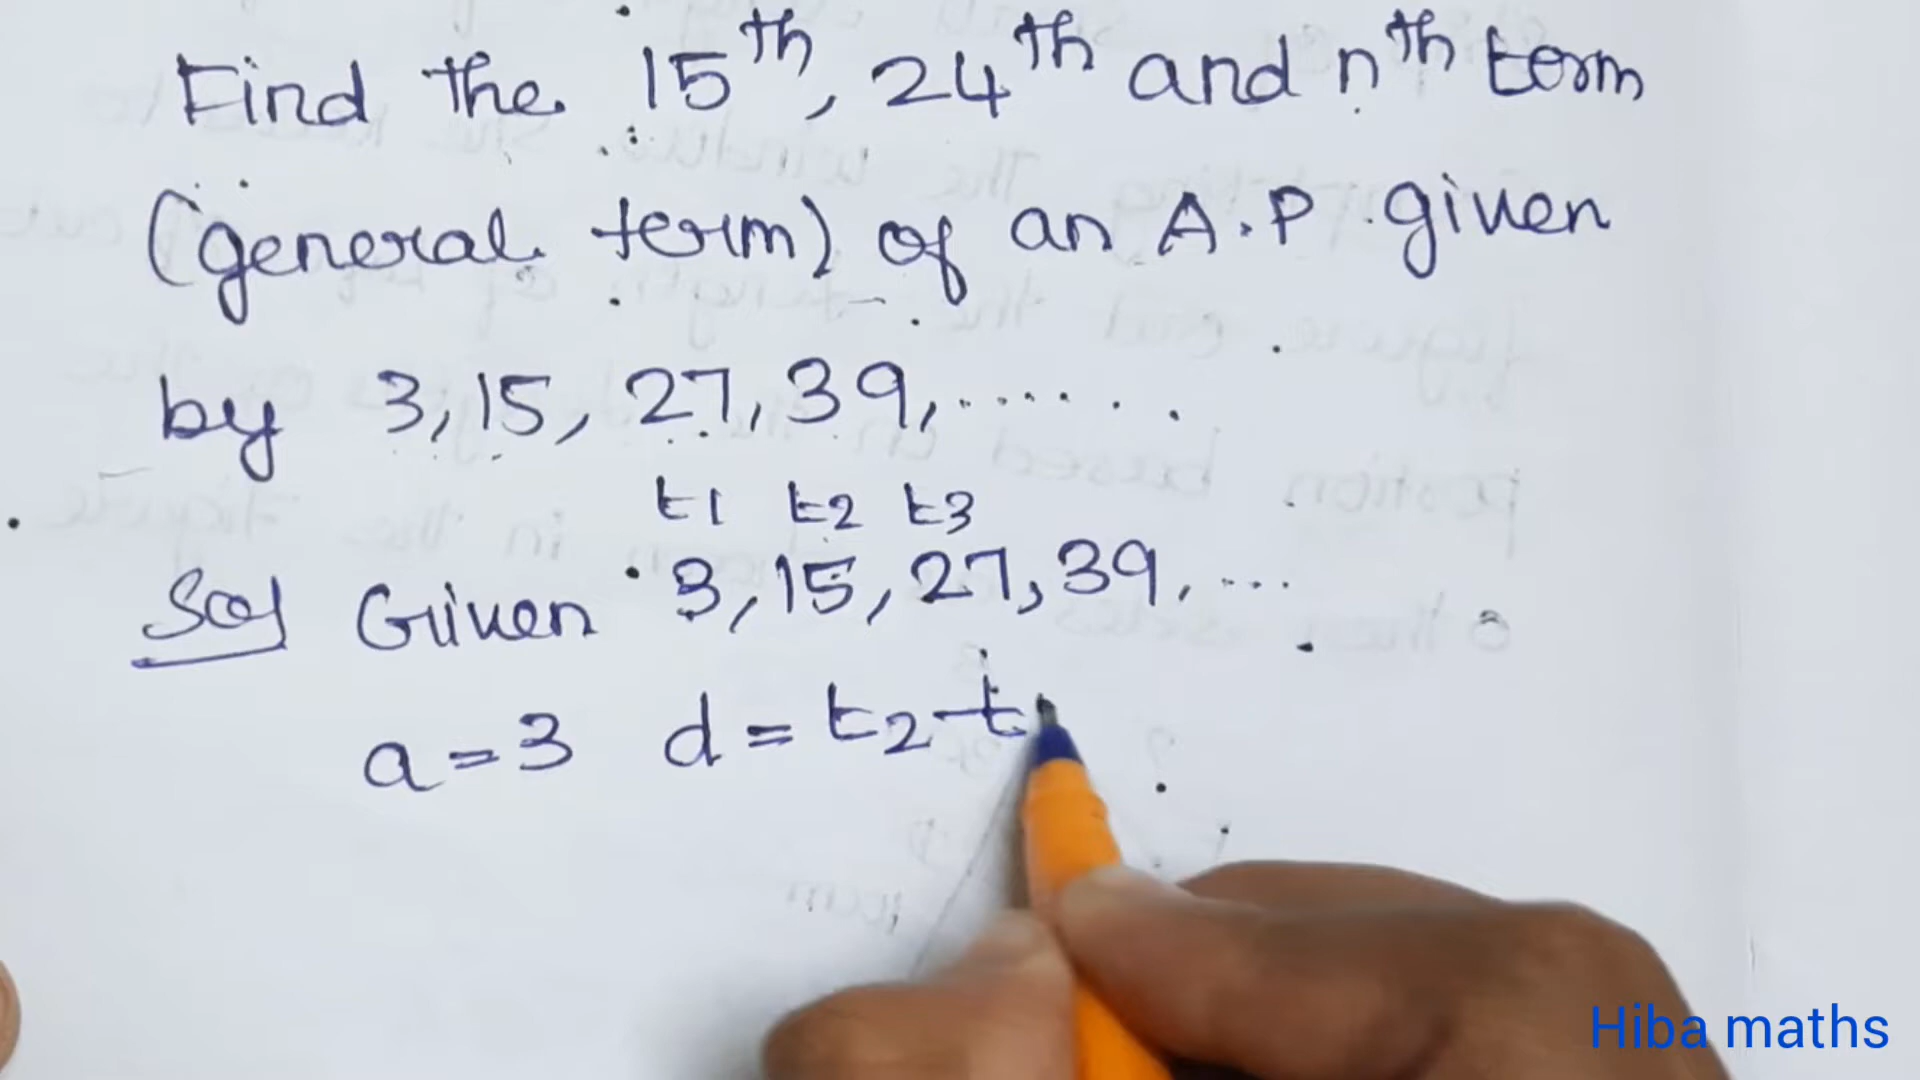 Find the 15th, 24th and nth term
(general term) of an A.P. given
by 3, 15, 27, 39, ......
t1 t2 t3
Sol Given 3, 15, 27, 39, ...
a = 3 d = t2 - t
Hiba maths